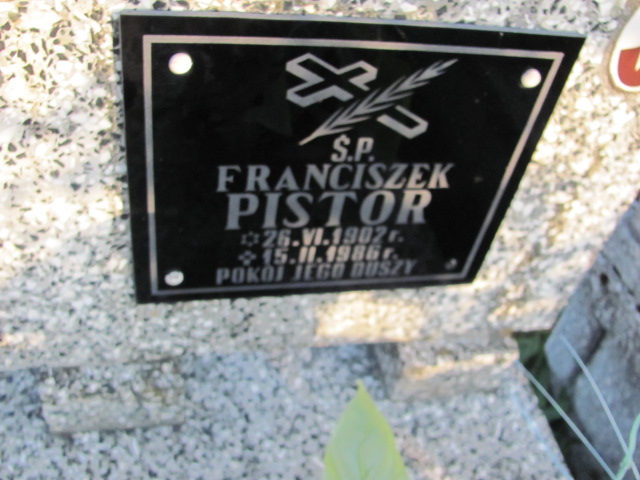 Ś.P.
FRANCISZEK
PISTOR
26.VI.1902 r.
15.II.1986 r.
POKÓJ JEGO DUSZY